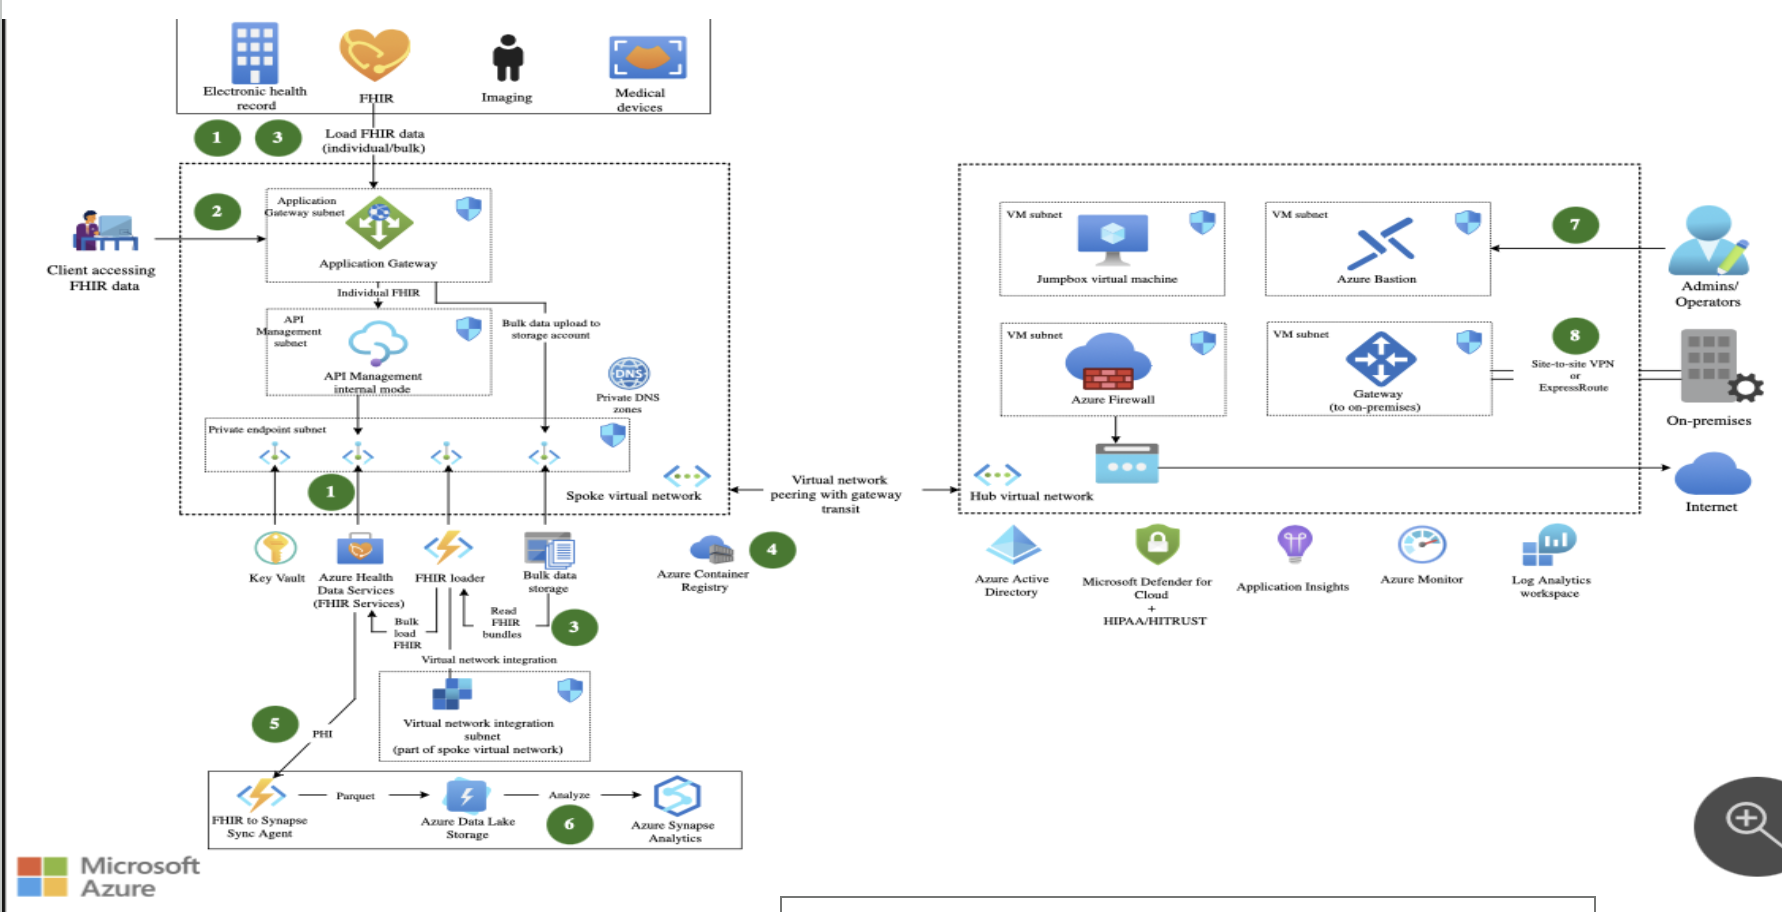 Electronic health
record
FHIR
Imaging
Medical
devices
1
3
Load FHIR data
(individual/bulk)
2
Client accessing
FHIR data
Application
Gateway subnet
Application Gateway
Individual FHIR
API
Management
subnet
API Management
internal mode
Bulk data upload to
storage account
DNS
Private DNS
zones
Private endpoint subnet
1
Spoke virtual network
Virtual network
peering with gateway
transit
VM subnet
Jumpbox virtual machine
VM subnet
Azure Bastion
7
Admins/
Operators
VM subnet
Azure Firewall
VM subnet
Gateway
(to on-premises)
8
Site-to-site VPN
or
ExpressRoute
On-premises
Hub virtual network
Internet
Key Vault
Azure Health
Data Services
(FHIR Services)
FHIR loader
Bulk data
storage
Azure Container
Registry
4
Azure Active
Directory
Microsoft Defender for
Cloud
+
HIPAA/HITRUST
Application Insights
Azure Monitor
Log Analytics
workspace
Bulk
load
FHIR
Read
FHIR
bundles
3
Virtual network integration
Virtual network integration
subnet
(part of spoke virtual network)
5
PHI
FHIR to Synapse
Sync Agent
Parquet
Azure Data Lake
Storage
Analyze
6
Azure Synapse
Analytics
Microsoft
Azure